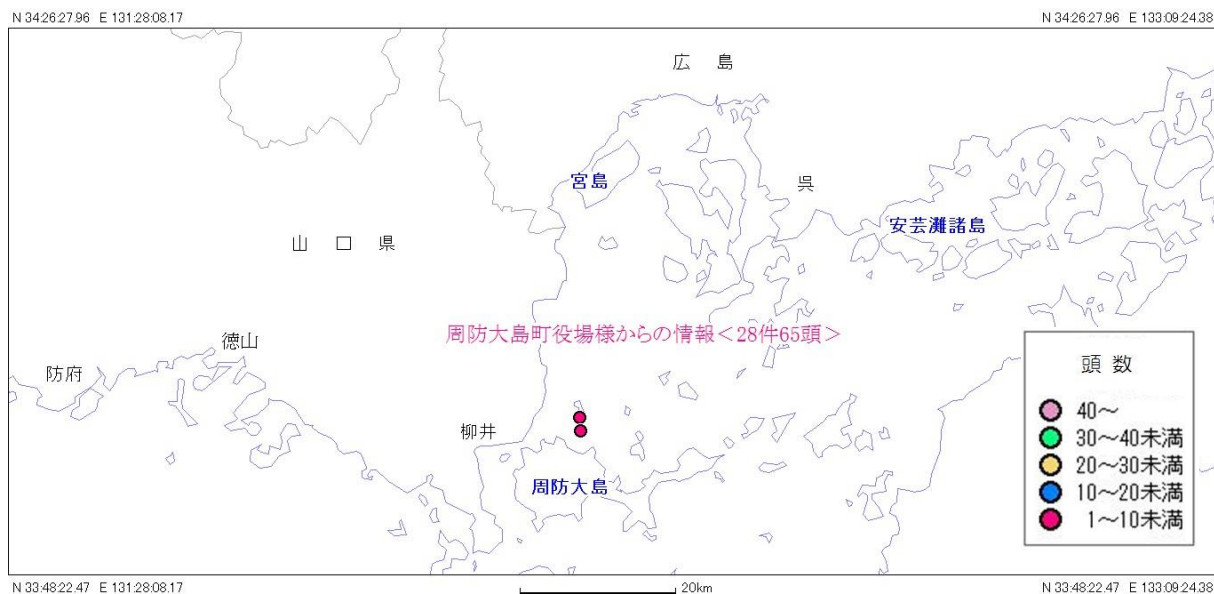 N 34:26:27.96 E 131:28:08.17
N 34:26:27.96 E 133:09:24.38
広 島
宮島
呉
安芸灘諸島
山 口 県
周防大島町役場様からの情報＜28件65頭＞
徳山
防府
柳井
周防大島
頭 数
40～
30～40未満
20～30未満
10～20未満
1～10未満
N 33:48:22.47 E 131:28:08.17
20km
N 33:48:22.47 E 133:09:24.38